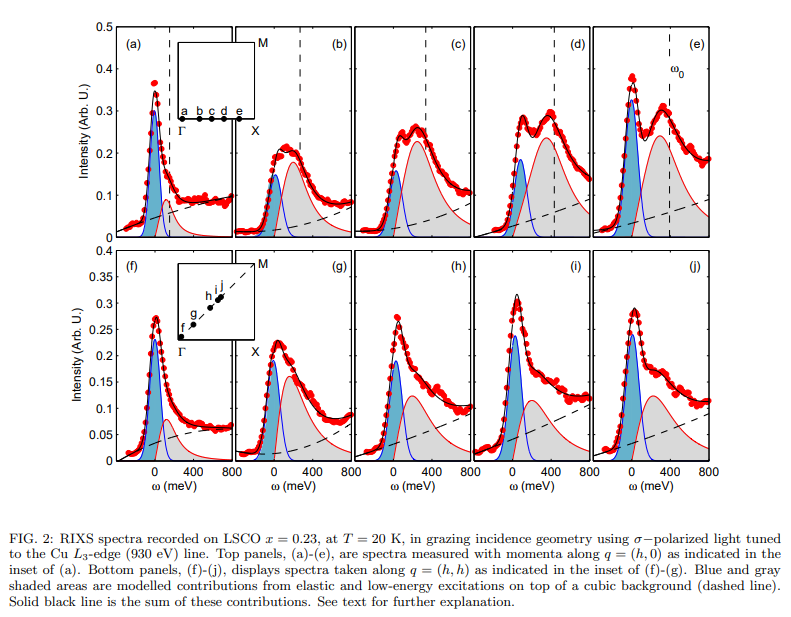 0.5
0.4
0.3
0.2
0.1
0
Intensity (Arb. U.)
(a)
(b)
(c)
(d)
(e)
M
a b c d e
Γ
X
ω0
0.4
0.35
0.3
0.25
0.2
0.15
0.1
0.05
0
Intensity (Arb. U.)
(f)
(g)
(h)
(i)
(j)
M
f g h i j
Γ
X
0 400 800
0 400 800
0 400 800
0 400 800
0 400 800
ω (meV)
ω (meV)
ω (meV)
ω (meV)
ω (meV)
FIG. 2: RIXS spectra recorded on LSCO x = 0.23, at T = 20 K, in grazing incidence geometry using σ−polarized light tuned
to the Cu L3-edge (930 eV) line. Top panels, (a)-(e), are spectra measured with momenta along q = (h, 0) as indicated in the
inset of (a). Bottom panels, (f)-(j), displays spectra taken along q = (h, h) as indicated in the inset of (f)-(g). Blue and gray
shaded areas are modelled contributions from elastic and low-energy excitations on top of a cubic background (dashed line).
Solid black line is the sum of these contributions. See text for further explanation.